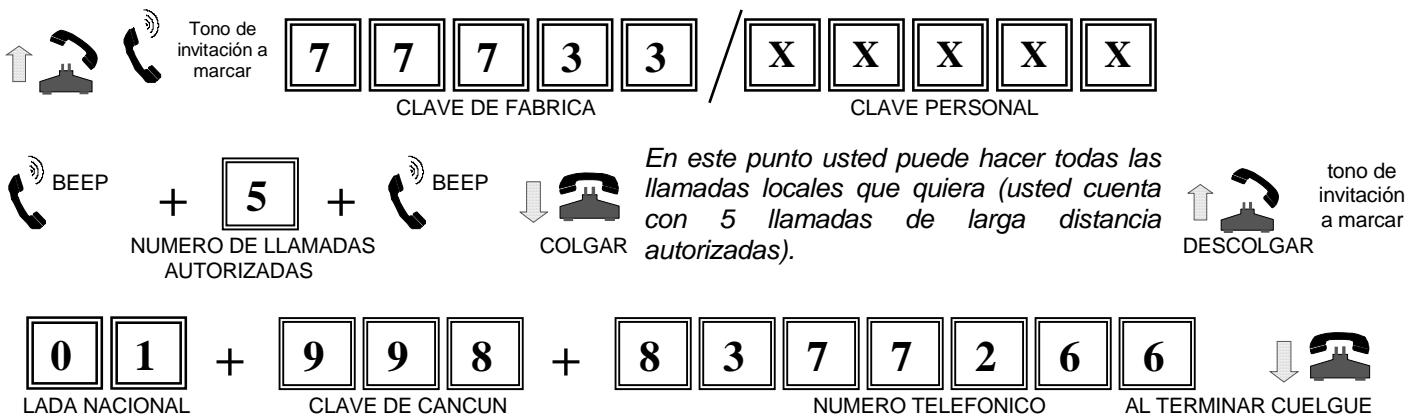 Tono de
invitación a
marcar
7 7 7 3 3 / X X X X X
CLAVE DE FABRICA
CLAVE PERSONAL
BEEP + 5 + BEEP
NUMERO DE LLAMADAS
AUTORIZADAS
COLGAR
En este punto usted puede hacer todas las
llamadas locales que quiera (usted cuenta
con 5 llamadas de larga distancia
autorizadas).
DESCOLGAR
tono de
invitación
a marcar
0 1 + 9 9 8 + 8 3 7 7 2 6 6
LADA NACIONAL
CLAVE DE CANCUN
NUMERO TELEFONICO
AL TERMINAR CUELGUE